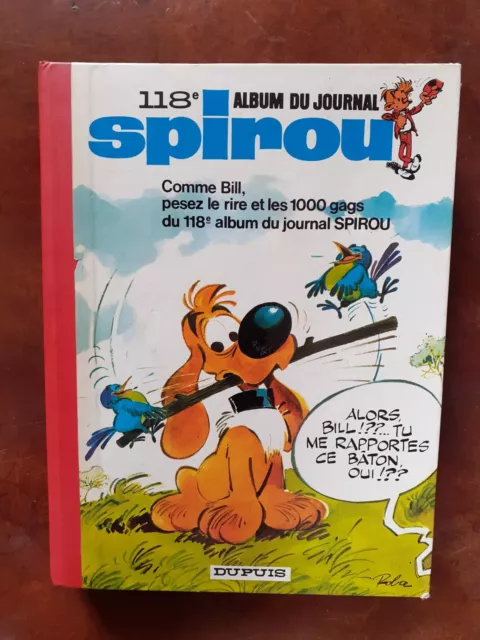 118e ALBUM DU JOURNAL
spirou
Comme Bill,
pesez le rire et les 1000 gags
du 118e album du journal SPIROU
ALORS,
BILL!??...TU
ME RAPPORTES
CE BÂTON,
OUI!??
DUPUIS
Roba